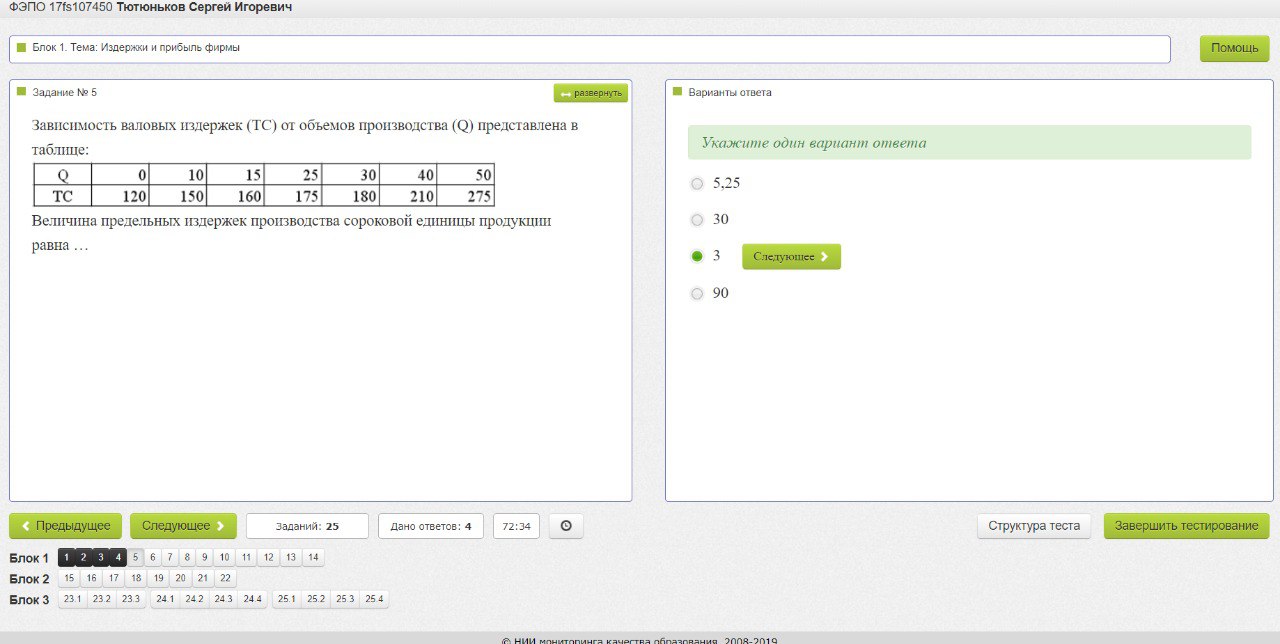 ФЭПО 17fs107450 Тютюньков Сергей Игоревич
Блок 1. Тема: Издержки и прибыль фирмы
Помощь
Задание № 5
развернуть
Зависимость валовых издержек (TC) от объемов производства (Q) представлена в
таблице:
Q 0 10 15 25 30 40 50
TC 120 150 160 175 180 210 275
Величина предельных издержек производства сороковой единицы продукции
равна …
Варианты ответа
Укажите один вариант ответа
5,25
30
3 Следующее
90
Предыдущее Следующее Заданий: 25 Дано ответов: 4 72:34 Структура теста Завершить тестирование
Блок 1 1 2 3 4 5 6 7 8 9 10 11 12 13 14
Блок 2 15 16 17 18 19 20 21 22
Блок 3 23.1 23.2 23.3 24.1 24.2 24.3 24.4 25.1 25.2 25.3 25.4
© НИИ мониторинга качества образования, 2008-2019